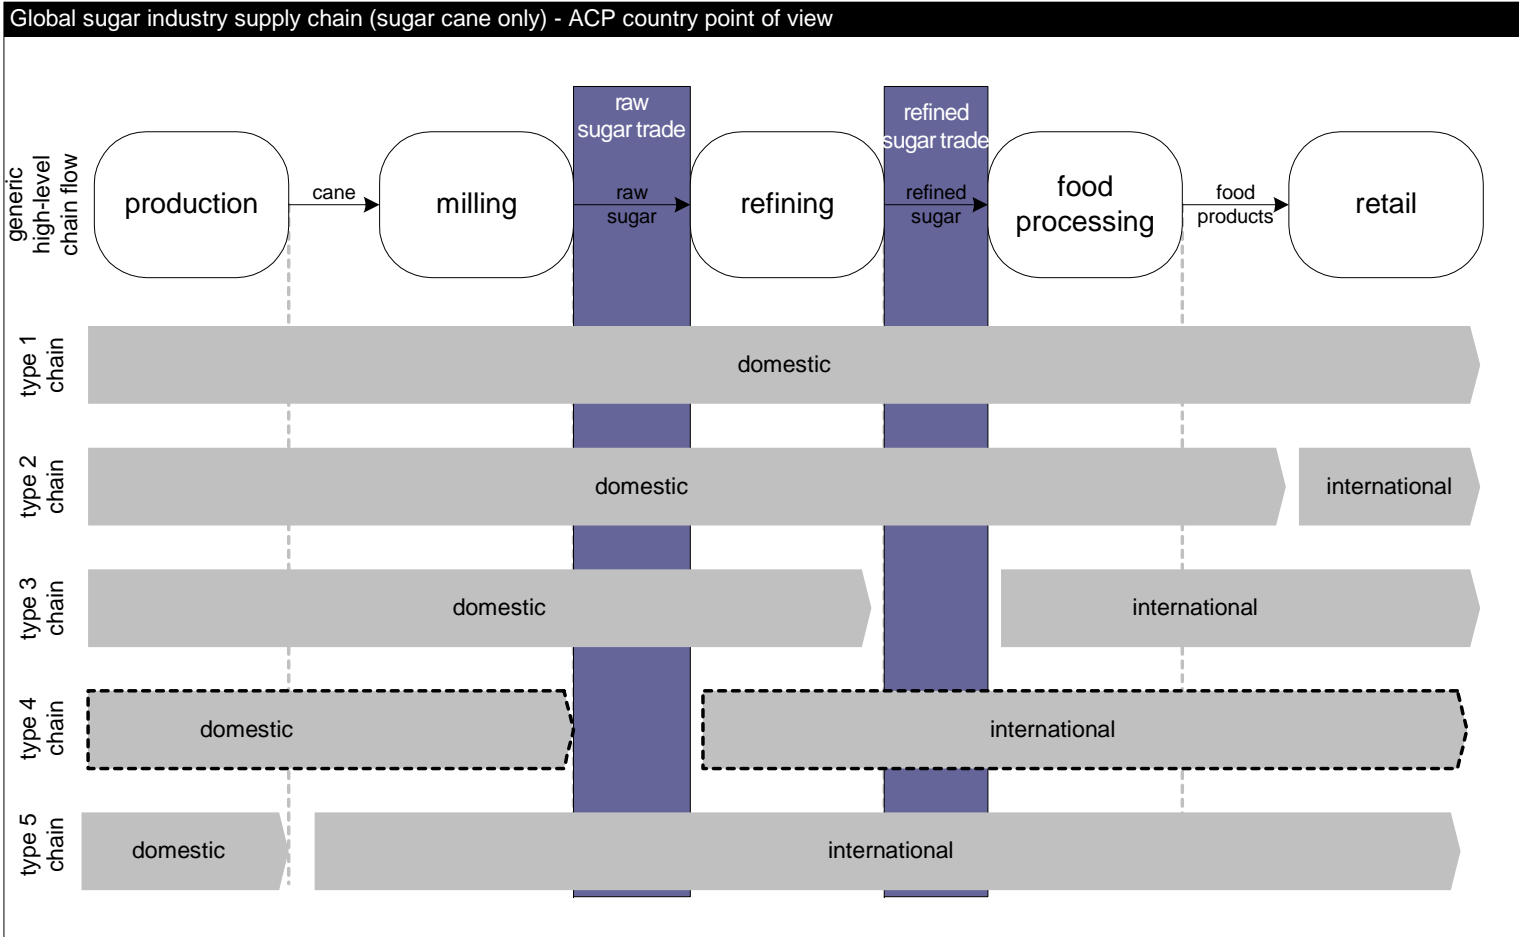 Global sugar industry supply chain (sugar cane only) - ACP country point of view
raw
sugar trade
refined
sugar trade
generic
high-level
chain flow
production
cane
milling
raw
sugar
refining
refined
sugar
food
processing
food
products
retail
type 1
chain
domestic
type 2
chain
domestic
international
type 3
chain
domestic
international
type 4
chain
domestic
international
type 5
chain
domestic
international